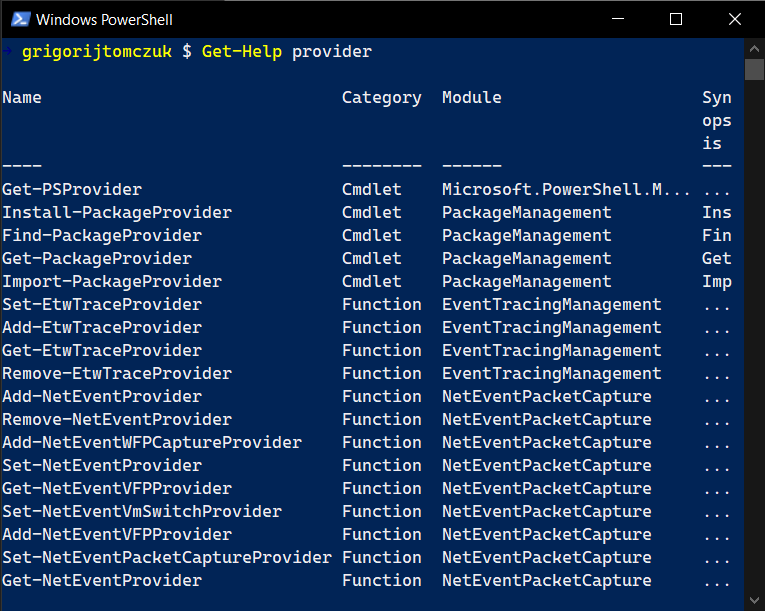 Windows PowerShell
→ grigorijtomczuk $ Get-Help provider
Name Category Module Syn
ops
is
---- -------- ------ ---
Get-PSProvider Cmdlet Microsoft.PowerShell.M... ...
Install-PackageProvider Cmdlet PackageManagement Ins
Find-PackageProvider Cmdlet PackageManagement Fin
Get-PackageProvider Cmdlet PackageManagement Get
Import-PackageProvider Cmdlet PackageManagement Imp
Set-EtwTraceProvider Function EventTracingManagement ...
Add-EtwTraceProvider Function EventTracingManagement ...
Get-EtwTraceProvider Function EventTracingManagement ...
Remove-EtwTraceProvider Function EventTracingManagement ...
Add-NetEventProvider Function NetEventPacketCapture ...
Remove-NetEventProvider Function NetEventPacketCapture ...
Add-NetEventWFPCaptureProvider Function NetEventPacketCapture ...
Set-NetEventProvider Function NetEventPacketCapture ...
Get-NetEventVFPProvider Function NetEventPacketCapture ...
Set-NetEventVmSwitchProvider Function NetEventPacketCapture ...
Add-NetEventVFPProvider Function NetEventPacketCapture ...
Set-NetEventPacketCaptureProvider Function NetEventPacketCapture ...
Get-NetEventProvider Function NetEventPacketCapture ...